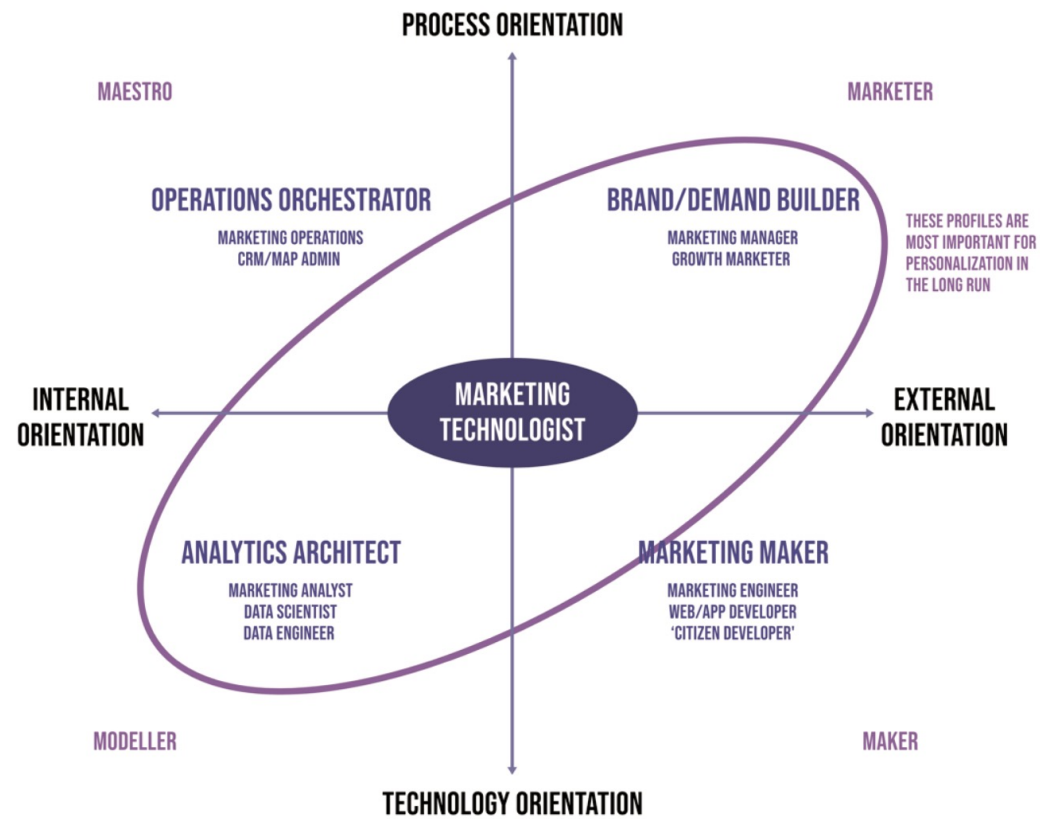 PROCESS ORIENTATION
MAESTRO
MARKETER
OPERATIONS ORCHESTRATOR
MARKETING OPERATIONS
CRM/MAP ADMIN
BRAND/DEMAND BUILDER
MARKETING MANAGER
GROWTH MARKETER
THESE PROFILES ARE
MOST IMPORTANT FOR
PERSONALIZATION IN
THE LONG RUN
INTERNAL
ORIENTATION
MARKETING
TECHNOLOGIST
EXTERNAL
ORIENTATION
ANALYTICS ARCHITECT
MARKETING ANALYST
DATA SCIENTIST
DATA ENGINEER
MARKETING MAKER
MARKETING ENGINEER
WEB/APP DEVELOPER
'CITIZEN DEVELOPER'
MODELLER
MAKER
TECHNOLOGY ORIENTATION